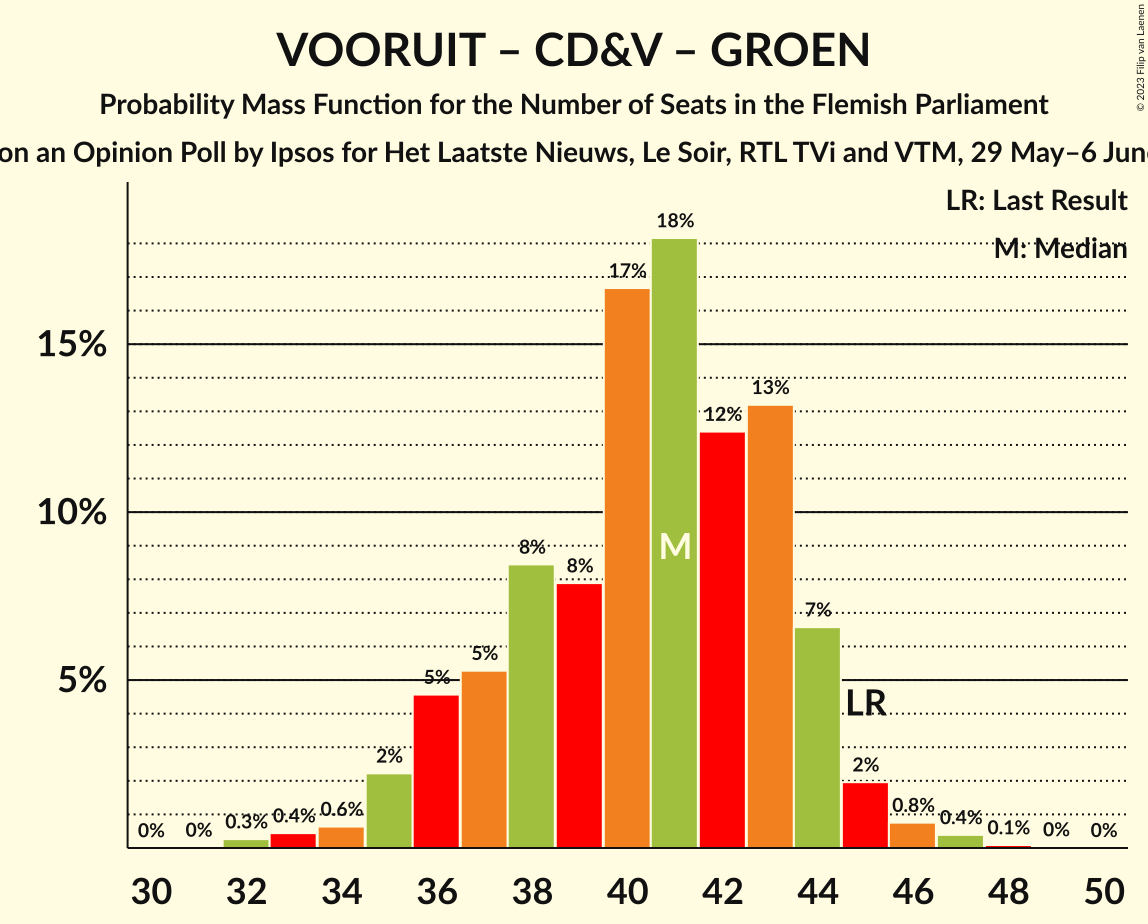 VOORUIT – CD&V – GROEN
Probability Mass Function for the Number of Seats in the Flemish Parliament
on an Opinion Poll by Ipsos for Het Laatste Nieuws, Le Soir, RTL TVi and VTM, 29 May–6 June
© 2023 Filip van Laenen
LR: Last Result
M: Median
15%
10%
5%
0% 0% 0.3% 0.4% 0.6% 2% 5% 5% 8% 8% 17% 18% 12% 13% 7% 2% 0.8% 0.4% 0.1% 0% 0%
M
LR
30 32 34 36 38 40 42 44 46 48 50